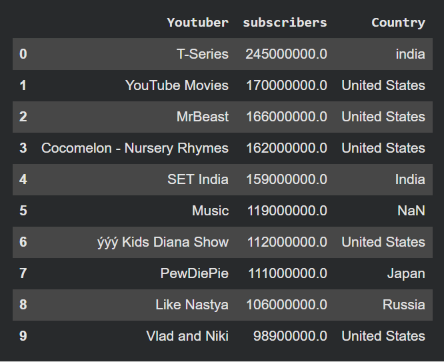 Youtuber subscribers Country
0 T-Series 245000000.0 india
1 YouTube Movies 170000000.0 United States
2 MrBeast 166000000.0 United States
3 Cocomelon - Nursery Rhymes 162000000.0 United States
4 SET India 159000000.0 India
5 Music 119000000.0 NaN
6 ýýý Kids Diana Show 112000000.0 United States
7 PewDiePie 111000000.0 Japan
8 Like Nastya 106000000.0 Russia
9 Vlad and Niki 98900000.0 United States